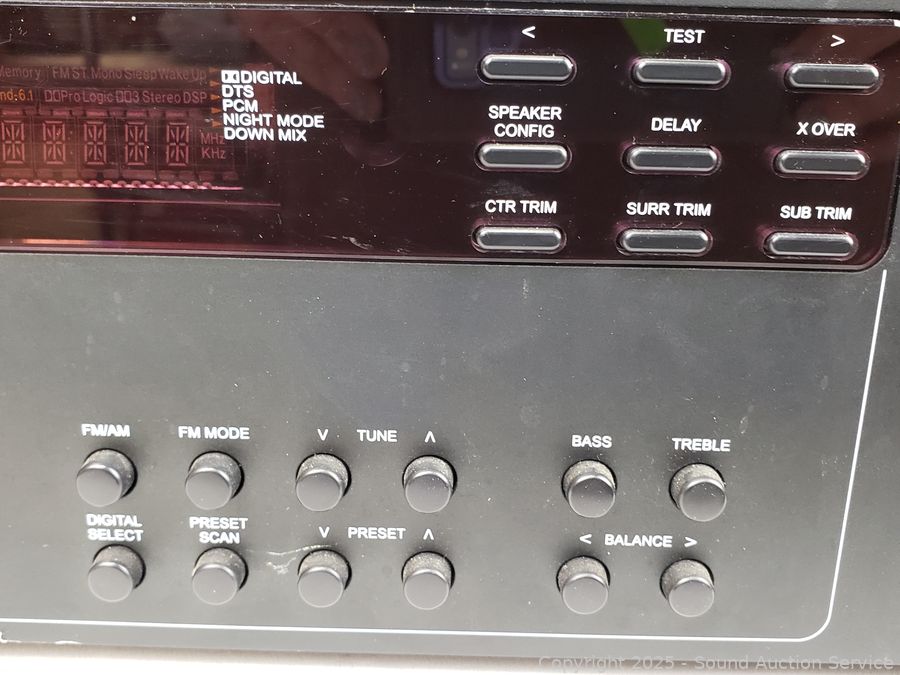 < TEST >
Memory FM ST. Mono Sleep Wake Up
nd:6.1 Pro Logic 3 Stereo DSP
DIGITAL
DTS
PCM
NIGHT MODE
DOWN MIX
MHz
KHz
SPEAKER
CONFIG
DELAY
X OVER
CTR TRIM
SURR TRIM
SUB TRIM
FM/AM
FM MODE
∨ TUNE ∧
BASS
TREBLE
DIGITAL
SELECT
PRESET
SCAN
∨ PRESET ∧
< BALANCE >
Copyright 2025 - Sound Auction Service